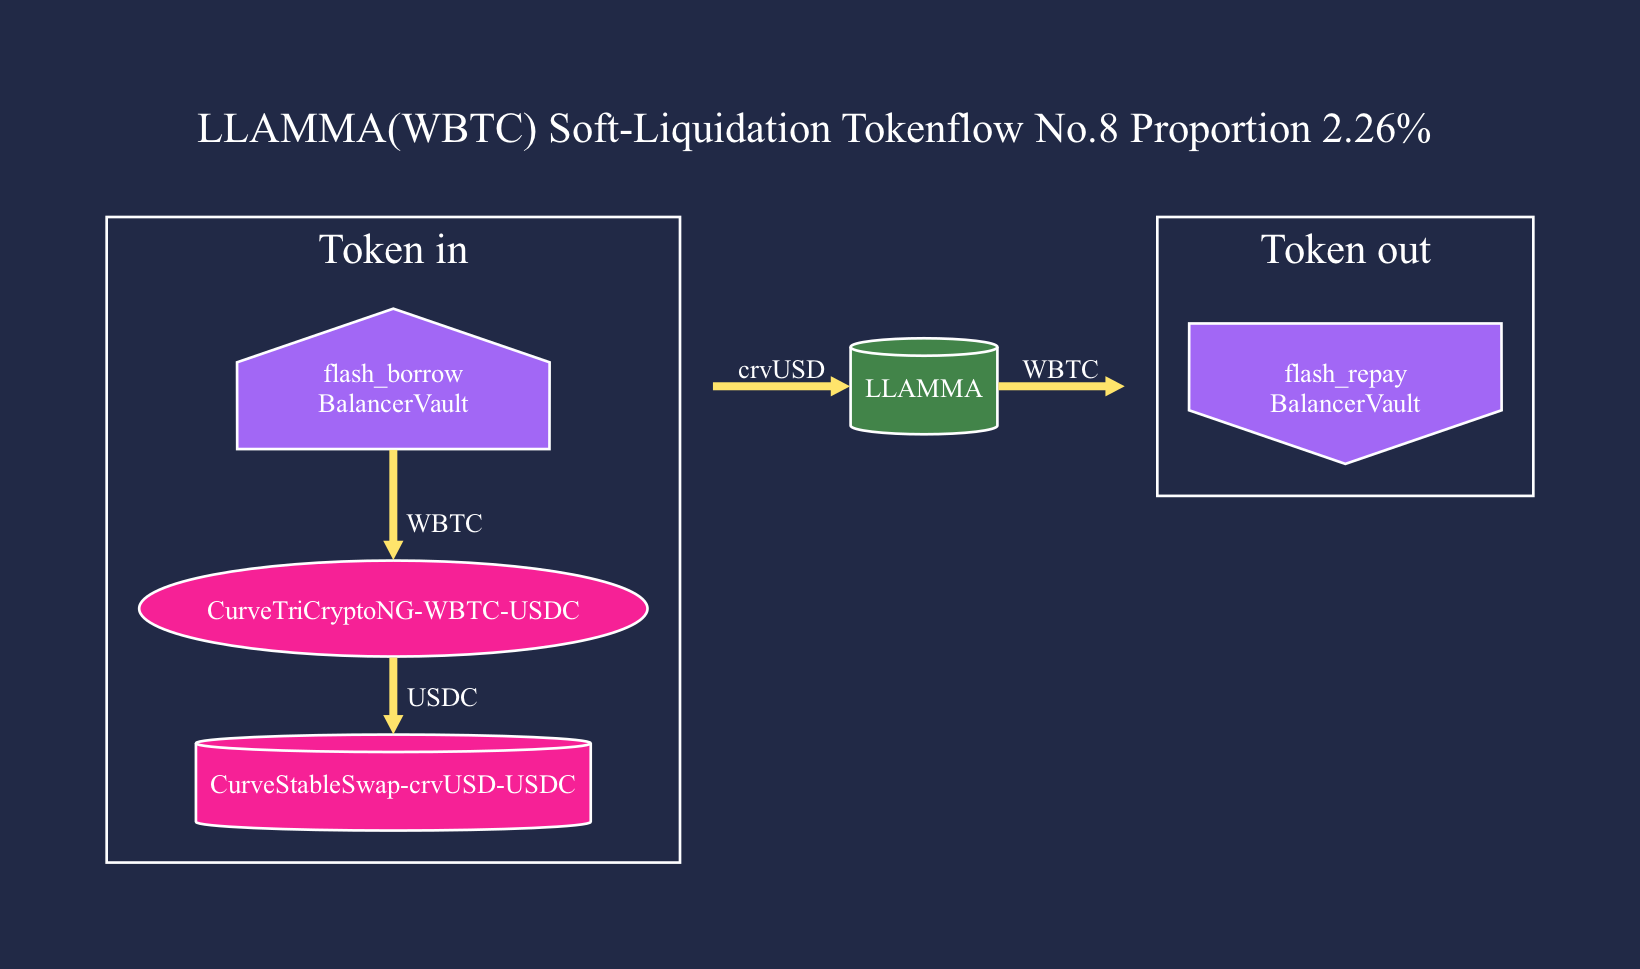 LLAMMA(WBTC) Soft-Liquidation Tokenflow No.8 Proportion 2.26%
Token in
flash_borrow
BalancerVault
WBTC
CurveTriCryptoNG-WBTC-USDC
USDC
CurveStableSwap-crvUSD-USDC
crvUSD
LLAMMA
WBTC
Token out
flash_repay
BalancerVault